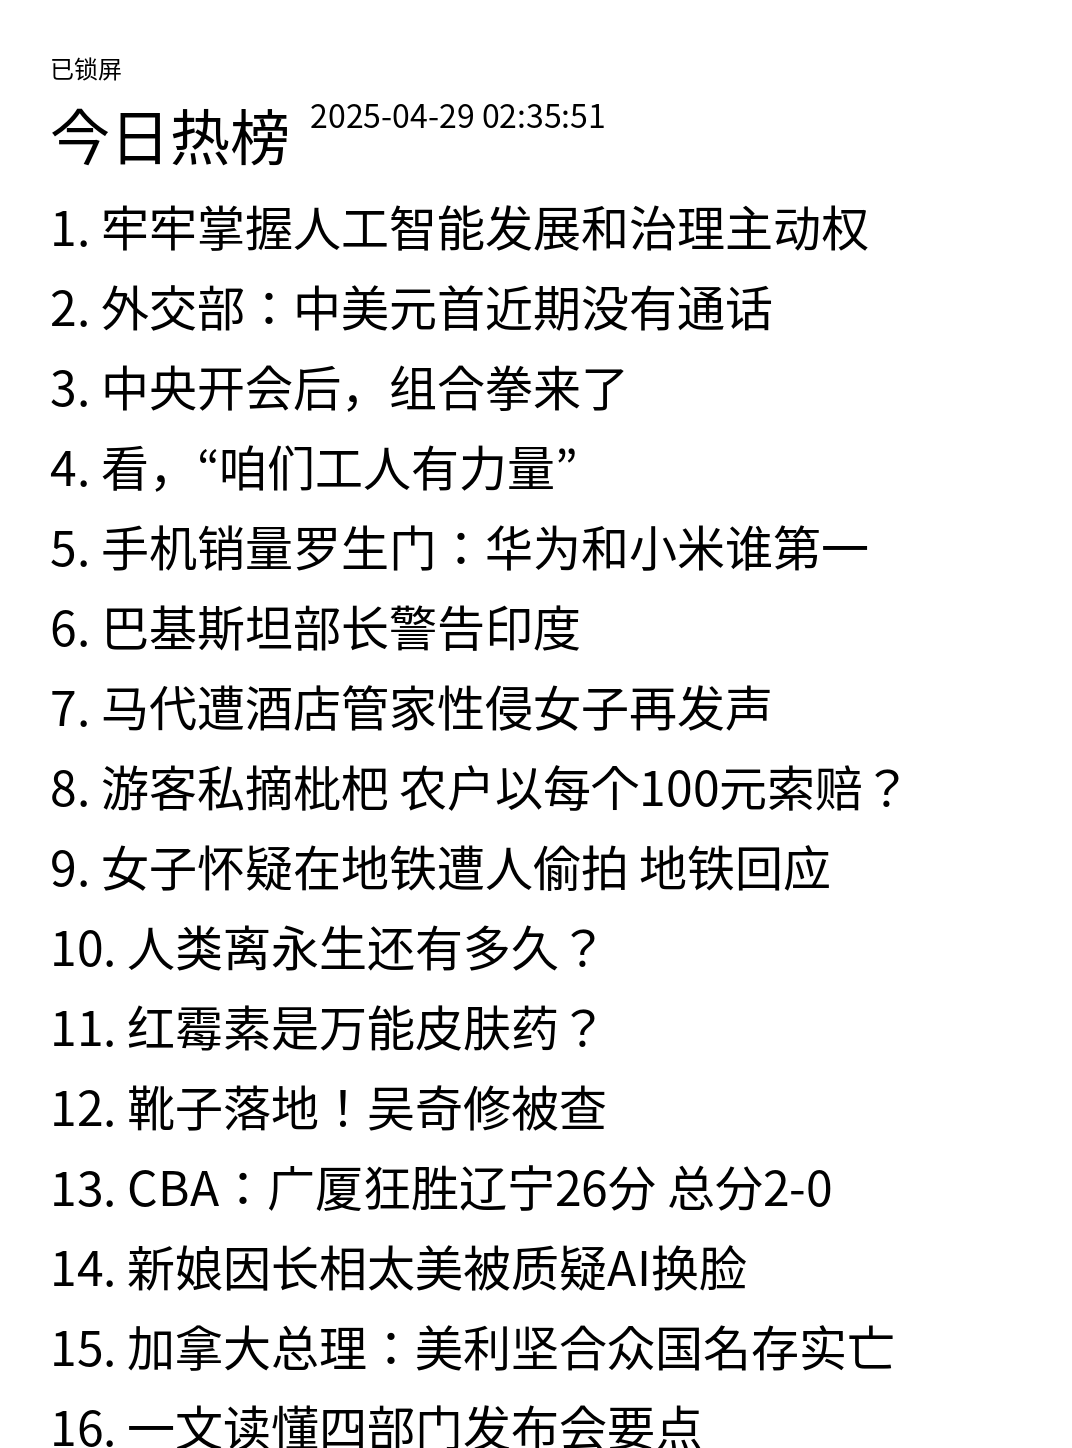 已锁屏
今日热榜 2025-04-29 02:35:51
1. 牢牢掌握人工智能发展和治理主动权
2. 外交部：中美元首近期没有通话
3. 中央开会后，组合拳来了
4. 看，“咱们工人有力量”
5. 手机销量罗生门：华为和小米谁第一
6. 巴基斯坦部长警告印度
7. 马代遭酒店管家性侵女子再发声
8. 游客私摘枇杷 农户以每个100元索赔？
9. 女子怀疑在地铁遭人偷拍 地铁回应
10. 人类离永生还有多久？
11. 红霉素是万能皮肤药？
12. 靴子落地！吴奇修被查
13. CBA：广厦狂胜辽宁26分 总分2-0
14. 新娘因长相太美被质疑AI换脸
15. 加拿大总理：美利坚合众国名存实亡
16. 一文读懂四部门发布会要点